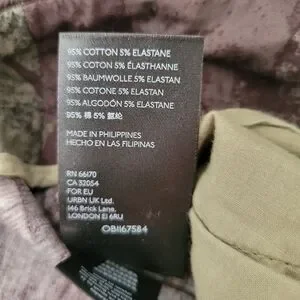 95% COTTON 5% ELASTANE
95% COTON 5% ÉLASTHANNE
95% BAUMWOLLE 5% ELASTAN
95% COTONE 5% ELASTAN
95% ALGODÓN 5% ELASTANE
95% 棉 5% 氨纶
MADE IN PHILIPPINES
HECHO EN LAS FILIPINAS
RN 66170
CA 32054
FOR EU
URBN UK Ltd.
146 Brick Lane,
LONDON E1 6RU
OB1167584